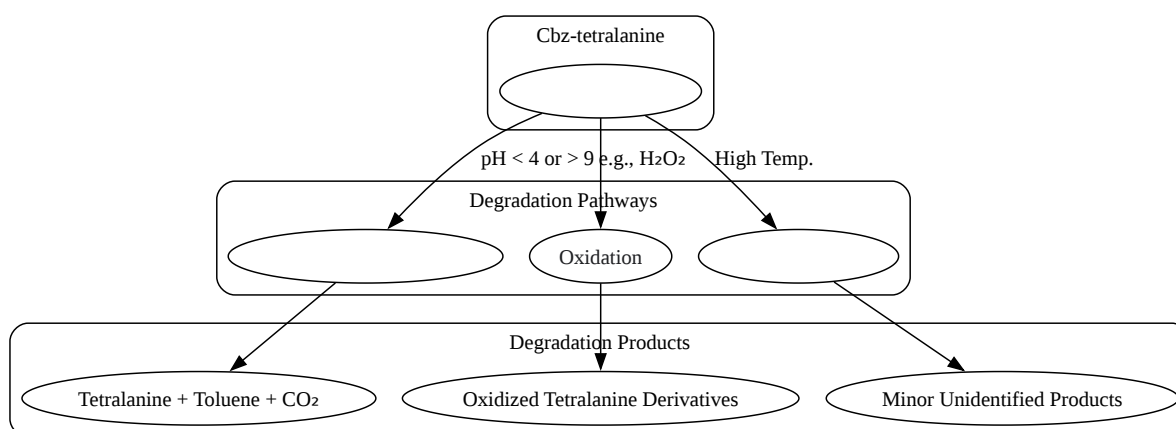 Cbz-tetralanine
pH < 4 or > 9 e.g., H₂O₂ High Temp.
Degradation Pathways
Oxidation
Degradation Products
Tetralanine + Toluene + CO₂ Oxidized Tetralanine Derivatives Minor Unidentified Products